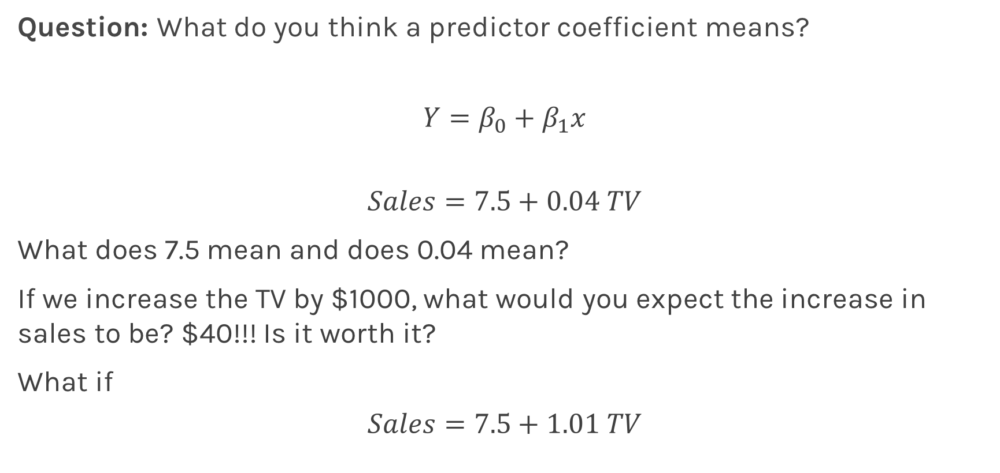 Question: What do you think a predictor coefficient means?
Y = β₀ + β₁x
Sales = 7.5 + 0.04 TV
What does 7.5 mean and does 0.04 mean?
If we increase the TV by $1000, what would you expect the increase in
sales to be? $40!!! Is it worth it?
What if
Sales = 7.5 + 1.01 TV